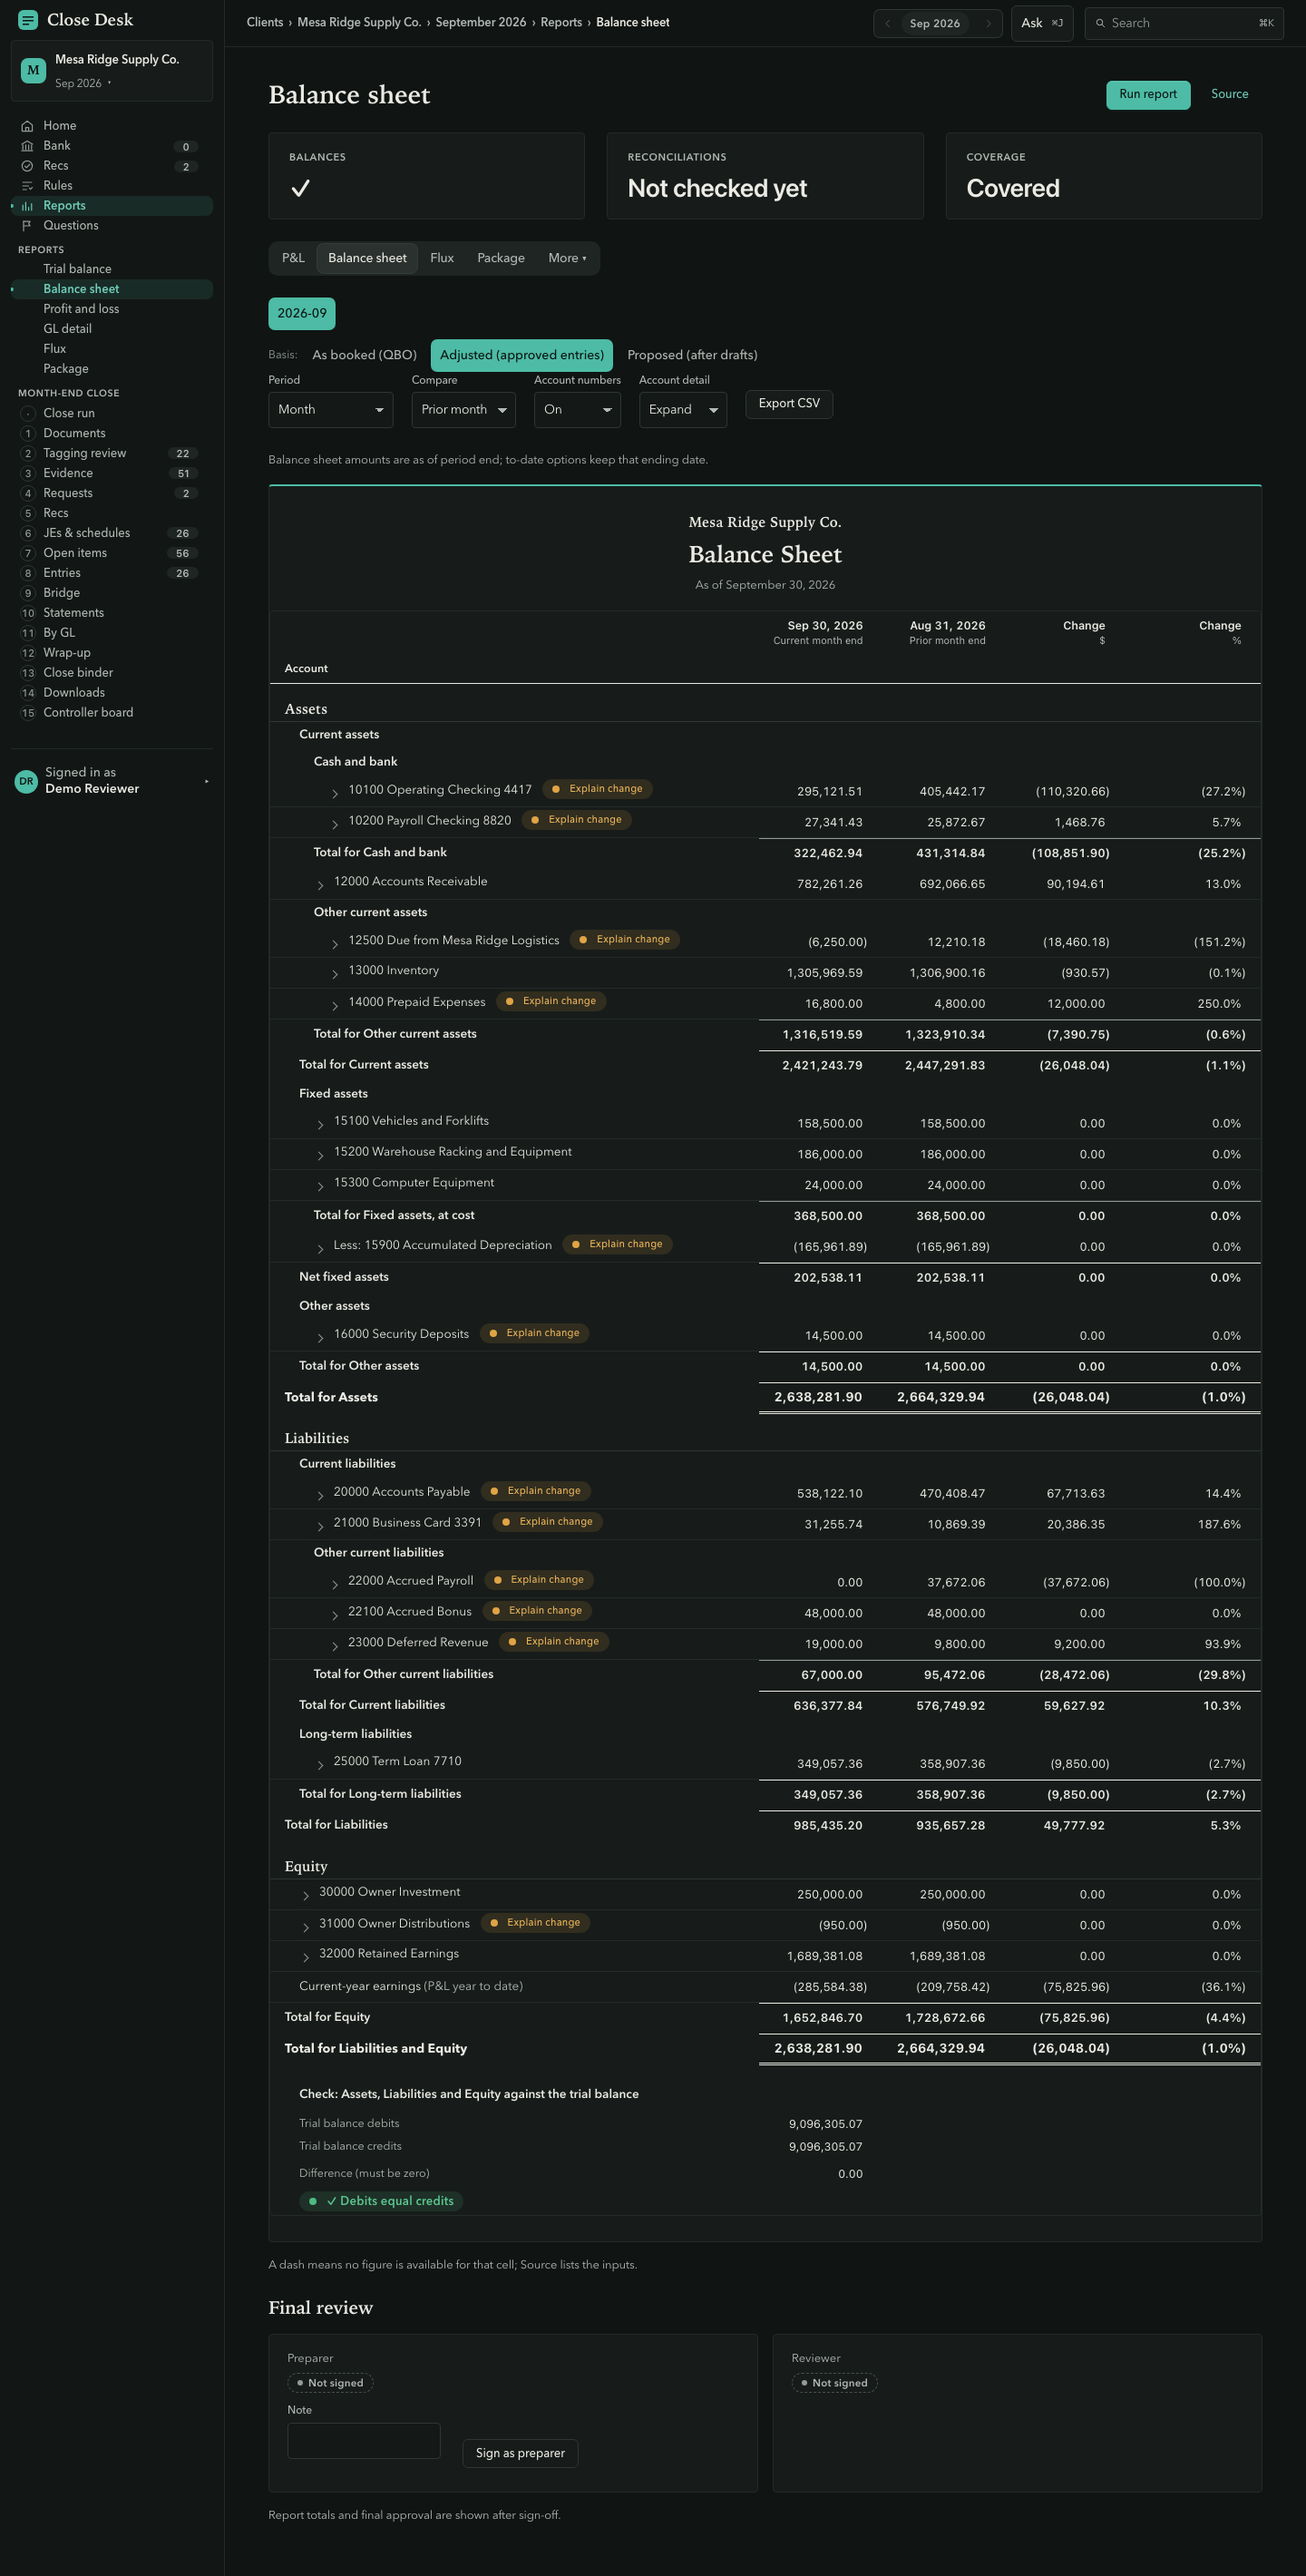 Close Desk
M
Mesa Ridge Supply Co.
Sep 2026
Home
Bank 0
Recs 2
Rules
Reports
Questions
REPORTS
Trial balance
Balance sheet
Profit and loss
GL detail
Flux
Package
MONTH-END CLOSE
Close run
1 Documents
2 Tagging review 22
3 Evidence 51
4 Requests 2
5 Recs
6 JEs & schedules 26
7 Open items 56
8 Entries 26
9 Bridge
10 Statements
11 By GL
12 Wrap-up
13 Close binder
14 Downloads
15 Controller board
DR Signed in as
Demo Reviewer
Clients › Mesa Ridge Supply Co. › September 2026 › Reports › Balance sheet
Sep 2026 Ask ⌘J Search ⌘K
Balance sheet
Run report Source
BALANCES
✓
RECONCILIATIONS
Not checked yet
COVERAGE
Covered
P&L Balance sheet Flux Package More
2026-09
Basis: As booked (QBO) Adjusted (approved entries) Proposed (after drafts)
Period Compare Account numbers Account detail
Month Prior month On Expand Export CSV
Balance sheet amounts are as of period end; to-date options keep that ending date.
Mesa Ridge Supply Co.
Balance Sheet
As of September 30, 2026
Sep 30, 2026 Aug 31, 2026 Change Change
Current month end Prior month end $ %
Account
Assets
Current assets
Cash and bank
10100 Operating Checking 4417 Explain change 295,121.51 405,442.17 (110,320.66) (27.2%)
10200 Payroll Checking 8820 Explain change 27,341.43 25,872.67 1,468.76 5.7%
Total for Cash and bank 322,462.94 431,314.84 (108,851.90) (25.2%)
12000 Accounts Receivable 782,261.26 692,066.65 90,194.61 13.0%
Other current assets
12500 Due from Mesa Ridge Logistics Explain change (6,250.00) 12,210.18 (18,460.18) (151.2%)
13000 Inventory 1,305,969.59 1,306,900.16 (930.57) (0.1%)
14000 Prepaid Expenses Explain change 16,800.00 4,800.00 12,000.00 250.0%
Total for Other current assets 1,316,519.59 1,323,910.34 (7,390.75) (0.6%)
Total for Current assets 2,421,243.79 2,447,291.83 (26,048.04) (1.1%)
Fixed assets
15100 Vehicles and Forklifts 158,500.00 158,500.00 0.00 0.0%
15200 Warehouse Racking and Equipment 186,000.00 186,000.00 0.00 0.0%
15300 Computer Equipment 24,000.00 24,000.00 0.00 0.0%
Total for Fixed assets, at cost 368,500.00 368,500.00 0.00 0.0%
Less: 15900 Accumulated Depreciation Explain change (165,961.89) (165,961.89) 0.00 0.0%
Net fixed assets 202,538.11 202,538.11 0.00 0.0%
Other assets
16000 Security Deposits Explain change 14,500.00 14,500.00 0.00 0.0%
Total for Other assets 14,500.00 14,500.00 0.00 0.0%
Total for Assets 2,638,281.90 2,664,329.94 (26,048.04) (1.0%)
Liabilities
Current liabilities
20000 Accounts Payable Explain change 538,122.10 470,408.47 67,713.63 14.4%
21000 Business Card 3391 Explain change 31,255.74 10,869.39 20,386.35 187.6%
Other current liabilities
22000 Accrued Payroll Explain change 0.00 37,672.06 (37,672.06) (100.0%)
22100 Accrued Bonus Explain change 48,000.00 48,000.00 0.00 0.0%
23000 Deferred Revenue Explain change 19,000.00 9,800.00 9,200.00 93.9%
Total for Other current liabilities 67,000.00 95,472.06 (28,472.06) (29.8%)
Total for Current liabilities 636,377.84 576,749.92 59,627.92 10.3%
Long-term liabilities
25000 Term Loan 7710 349,057.36 358,907.36 (9,850.00) (2.7%)
Total for Long-term liabilities 349,057.36 358,907.36 (9,850.00) (2.7%)
Total for Liabilities 985,435.20 935,657.28 49,777.92 5.3%
Equity
30000 Owner Investment 250,000.00 250,000.00 0.00 0.0%
31000 Owner Distributions Explain change (950.00) (950.00) 0.00 0.0%
32000 Retained Earnings 1,689,381.08 1,689,381.08 0.00 0.0%
Current-year earnings (P&L year to date) (285,584.38) (209,758.42) (75,825.96) (36.1%)
Total for Equity 1,652,846.70 1,728,672.66 (75,825.96) (4.4%)
Total for Liabilities and Equity 2,638,281.90 2,664,329.94 (26,048.04) (1.0%)
Check: Assets, Liabilities and Equity against the trial balance
Trial balance debits 9,096,305.07
Trial balance credits 9,096,305.07
Difference (must be zero) 0.00
✓ Debits equal credits
A dash means no figure is available for that cell; Source lists the inputs.
Final review
Preparer
Not signed
Note
Sign as preparer
Reviewer
Not signed
Report totals and final approval are shown after sign-off.